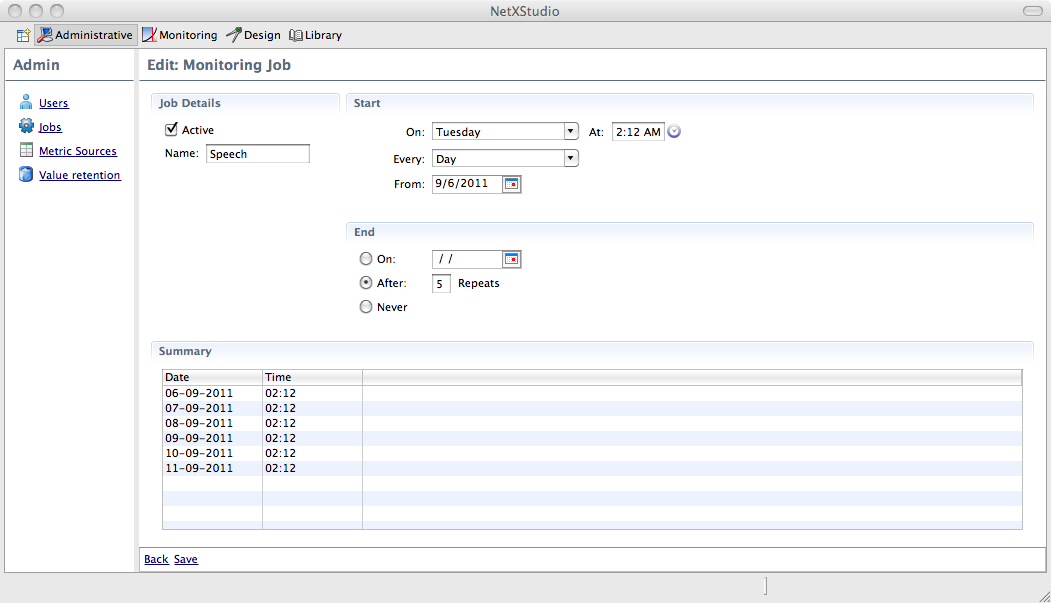 NetXStudio
Administrative Monitoring Design Library
Admin
Users
Jobs
Metric Sources
Value retention
Edit: Monitoring Job
Job Details
Active
Name: Speech
Start
On: Tuesday At: 2:12 AM
Every: Day
From: 9/6/2011
End
On: / /
After: 5 Repeats
Never
Summary
Date Time
06-09-2011 02:12
07-09-2011 02:12
08-09-2011 02:12
09-09-2011 02:12
10-09-2011 02:12
11-09-2011 02:12
Back Save